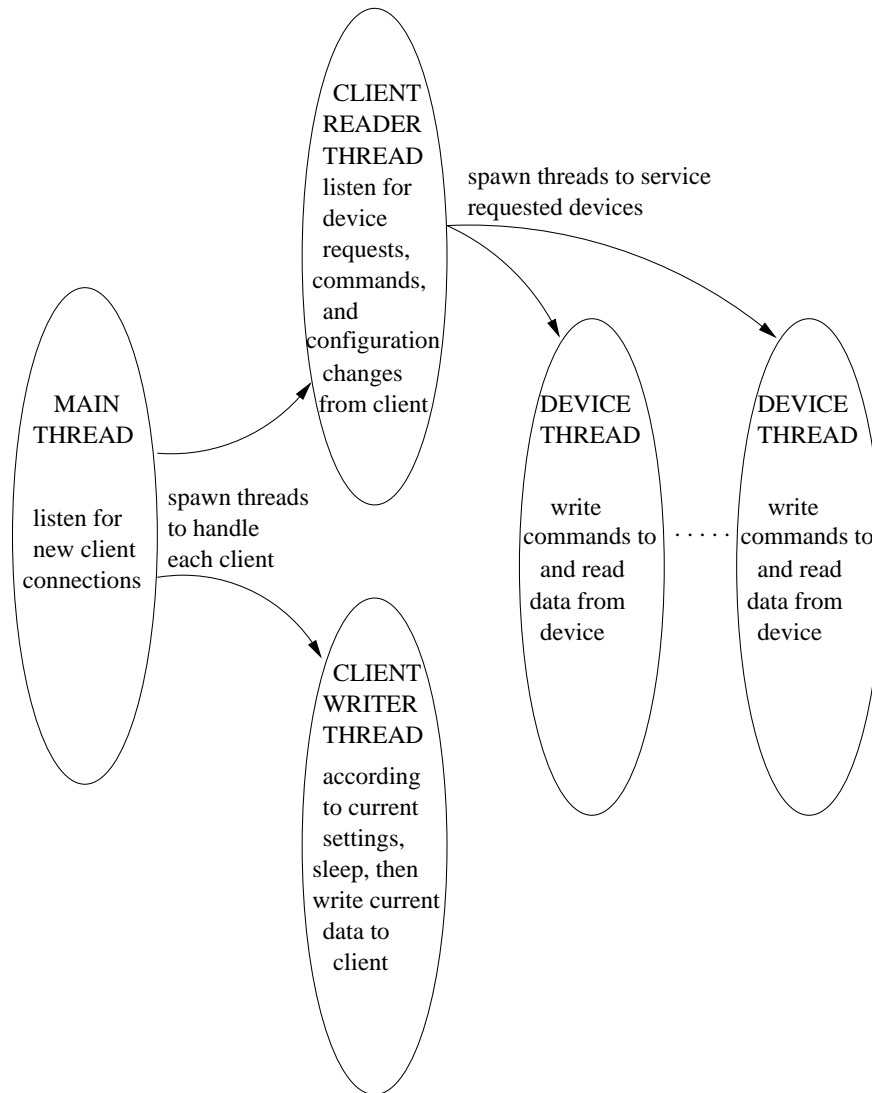 CLIENT
READER
THREAD
listen for
device
requests,
commands,
and
configuration
changes
from client
spawn threads to service
requested devices
MAIN
THREAD
listen for
new client
connections
spawn threads
to handle
each client
DEVICE
THREAD
write
commands to
and read
data from
device
. . . . .
DEVICE
THREAD
write
commands to
and read
data from
device
CLIENT
WRITER
THREAD
according
to current
settings,
sleep, then
write current
data to
client